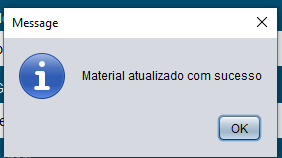 Message
Material atualizado com sucesso
OK